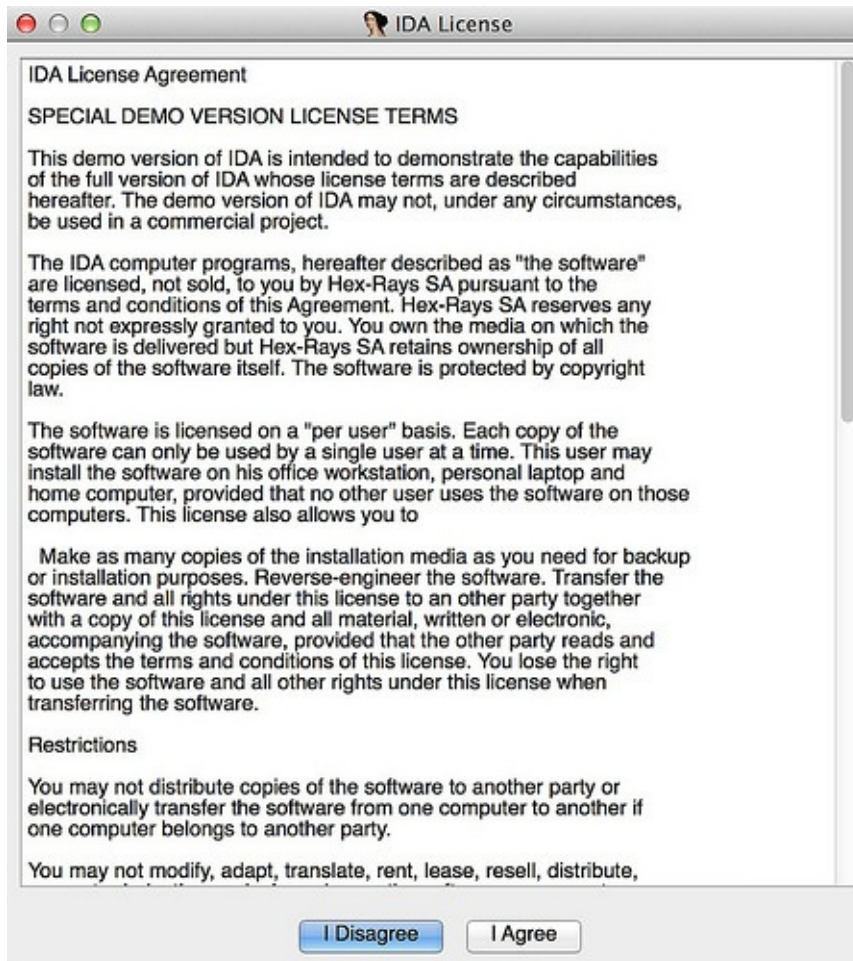 IDA License
IDA License Agreement
SPECIAL DEMO VERSION LICENSE TERMS
This demo version of IDA is intended to demonstrate the capabilities
of the full version of IDA whose license terms are described
hereafter. The demo version of IDA may not, under any circumstances,
be used in a commercial project.
The IDA computer programs, hereafter described as "the software"
are licensed, not sold, to you by Hex-Rays SA pursuant to the
terms and conditions of this Agreement. Hex-Rays SA reserves any
right not expressly granted to you. You own the media on which the
software is delivered but Hex-Rays SA retains ownership of all
copies of the software itself. The software is protected by copyright
law.
The software is licensed on a "per user" basis. Each copy of the
software can only be used by a single user at a time. This user may
install the software on his office workstation, personal laptop and
home computer, provided that no other user uses the software on those
computers. This license also allows you to
Make as many copies of the installation media as you need for backup
or installation purposes. Reverse-engineer the software. Transfer the
software and all rights under this license to an other party together
with a copy of this license and all material, written or electronic,
accompanying the software, provided that the other party reads and
accepts the terms and conditions of this license. You lose the right
to use the software and all other rights under this license when
transferring the software.
Restrictions
You may not distribute copies of the software to another party or
electronically transfer the software from one computer to another if
one computer belongs to another party.
You may not modify, adapt, translate, rent, lease, resell, distribute,
I Disagree
I Agree